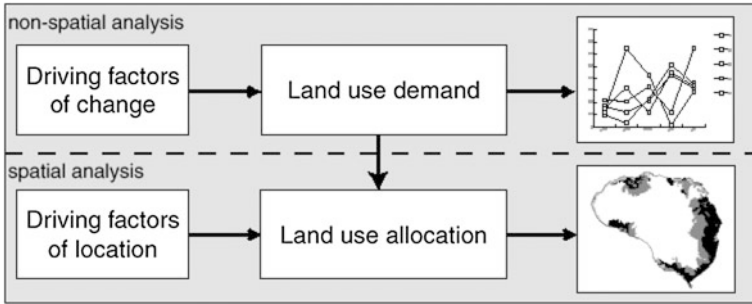 non-spatial analysis
Driving factors
of change
Land use demand
spatial analysis
Driving factors
of location
Land use allocation